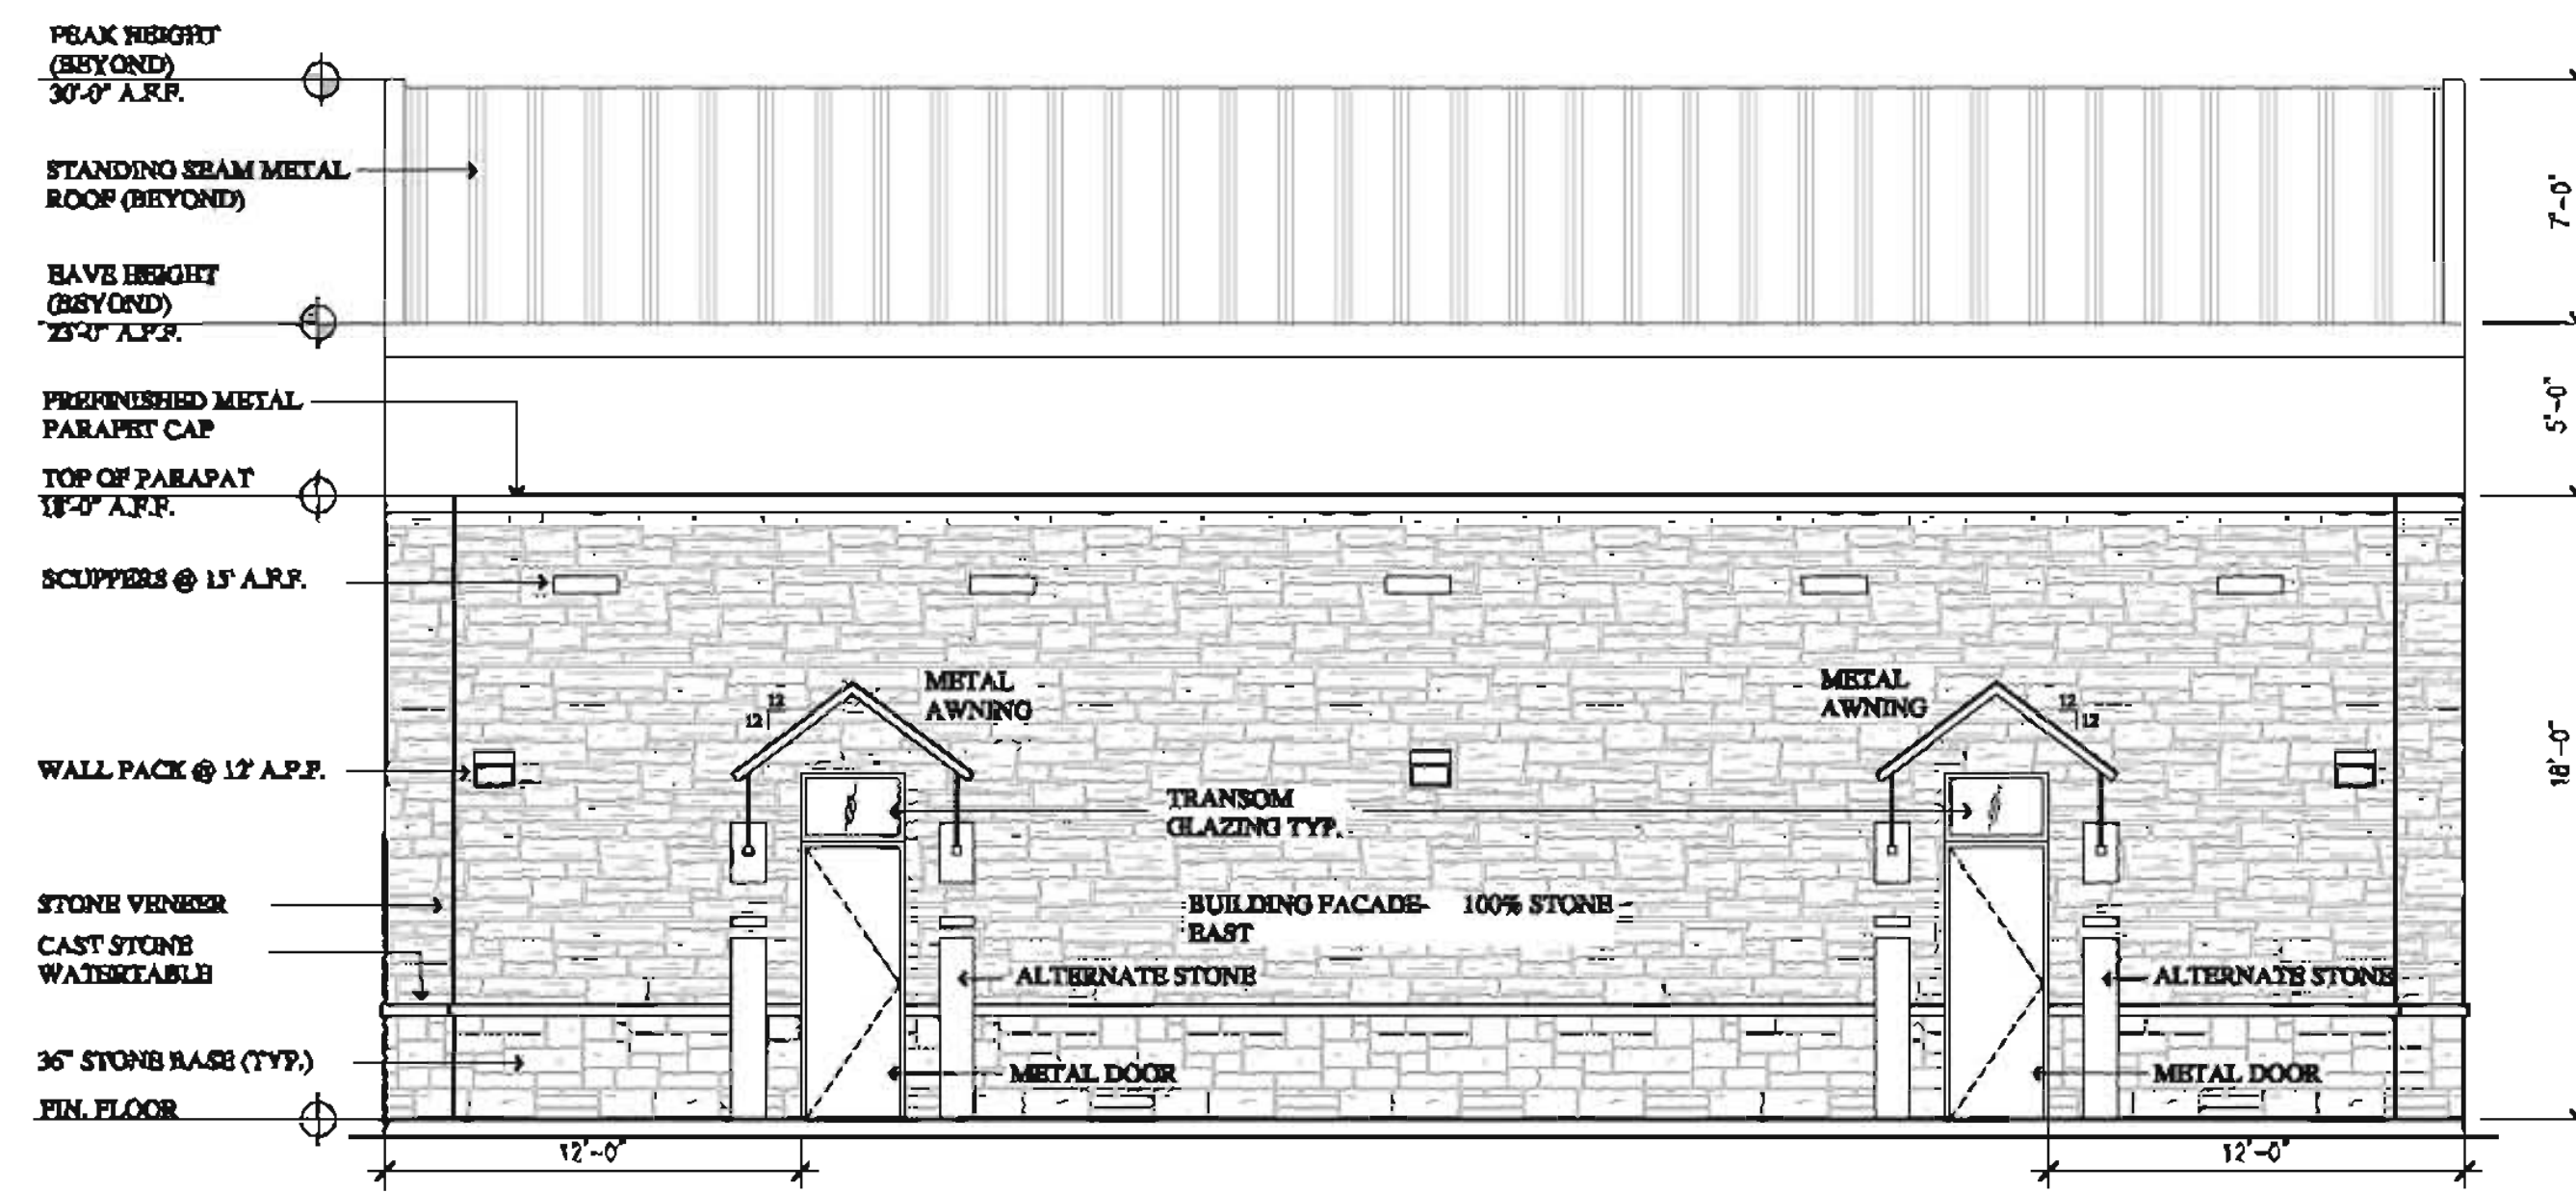 PEAK HEIGHT
(BEYOND)
30'-0" A.F.F.
STANDING SEAM METAL
ROOF (BEYOND)
7'-0"
EAVE HEIGHT
(BEYOND)
23'-0" A.F.F.
PREFINISHED METAL
PARAPET CAP
5'-0"
TOP OF PARAPAT
18'-0" A.F.F.
SCUPPERS @ 15' A.F.F.
METAL
AWNING
12
12
METAL
AWNING
12
12
WALL PACK @ 12' A.F.F.
TRANSOM
GLAZING TYP.
18'-0"
STONE VENEER
BUILDING FACADE- 100% STONE
EAST
CAST STONE
WATERTABLE
ALTERNATE STONE
ALTERNATE STONE
36" STONE BASE (TYP.)
METAL DOOR
METAL DOOR
FIN. FLOOR
12'-0"
12'-0"